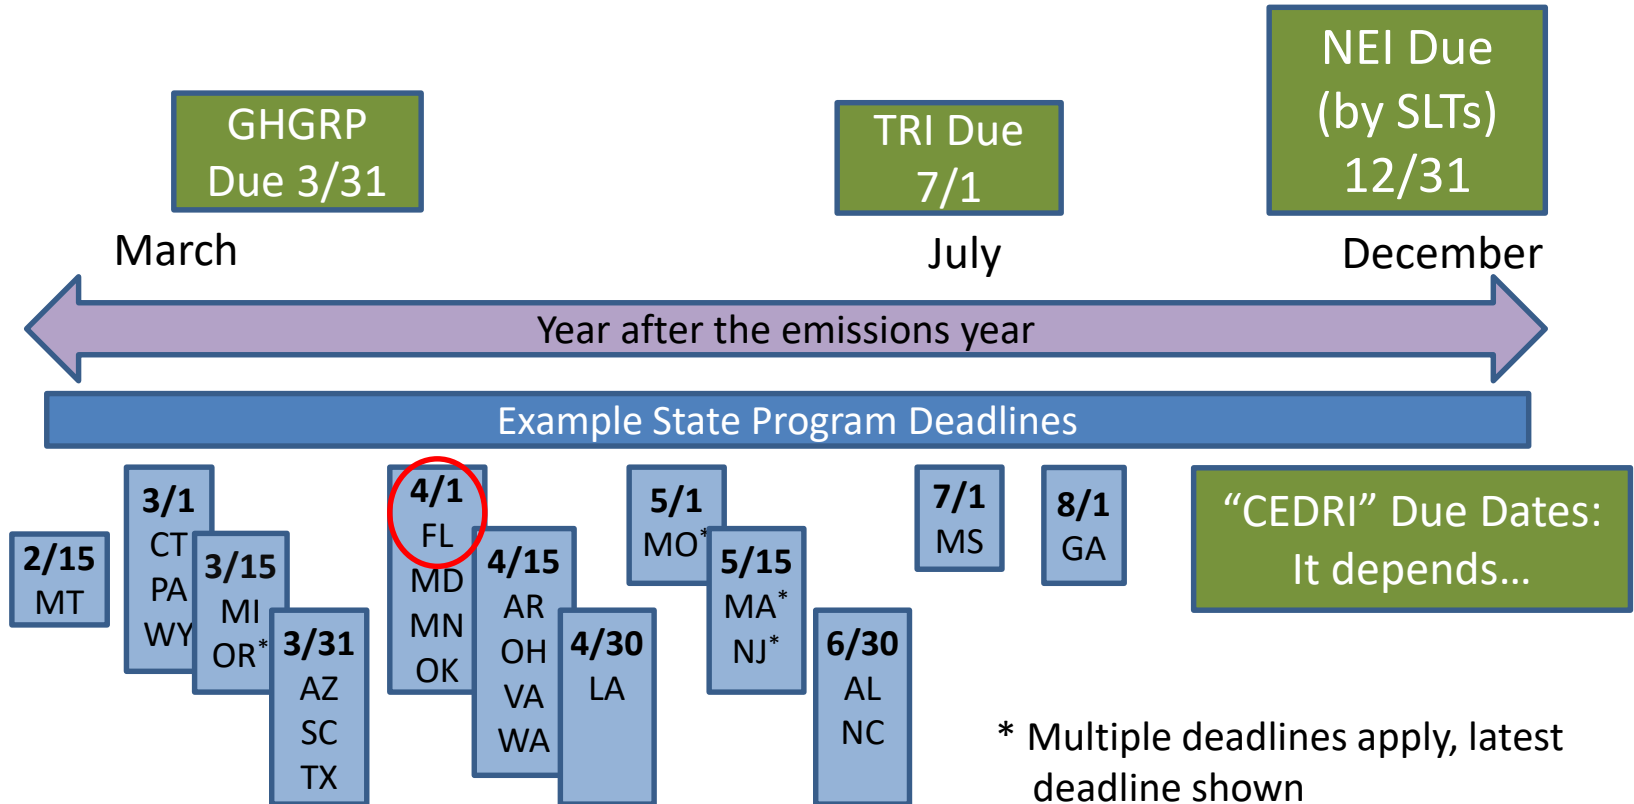 GHGRP
Due 3/31
TRI Due
7/1
NEI Due
(by SLTs)
12/31
March
July
December
Year after the emissions year
Example State Program Deadlines
2/15
MT
3/1
CT
PA
WY
3/15
MI
OR*
3/31
AZ
SC
TX
4/1
FL
MD
MN
OK
4/15
AR
OH
VA
WA
4/30
LA
5/1
MO*
5/15
MA*
NJ*
6/30
AL
NC
7/1
MS
8/1
GA
“CEDRI” Due Dates:
It depends…
* Multiple deadlines apply, latest
deadline shown